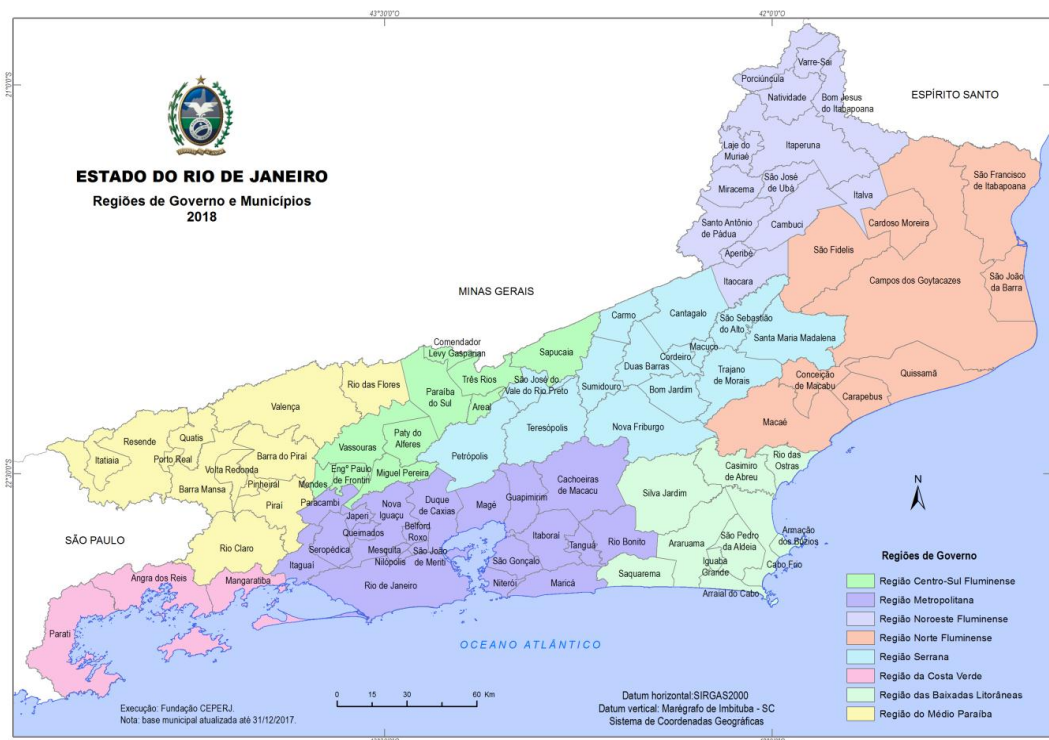 43°30'0"O
42°0'0"O
21°0'0"S
22°30'0"S
ESTADO DO RIO DE JANEIRO
Regiões de Governo e Municípios
2018
ESPÍRITO SANTO
MINAS GERAIS
SÃO PAULO
OCEANO ATLÂNTICO
Varre-Sai
Porciúncula
Natividade
Bom Jesus
do Itabapoana
Laje do
Muriaé
Itaperuna
São José
de Ubá
Miracema
Italva
Santo Antônio
de Pádua
Cambuci
Aperibé
Itaocara
São Francisco
de Itabapoana
Cardoso Moreira
São Fidelis
Campos dos Goytacazes
São João
da Barra
Quissamã
Conceição
de Macabu
Carapebus
Macaé
Carmo
Cantagalo
São Sebastião
do Alto
Santa Maria Madalena
Macuco
Cordeiro
Duas Barras
Trajano
de Morais
Sumidouro
Bom Jardim
Nova Friburgo
Teresópolis
Petrópolis
São José do
Vale do Rio Preto
Comendador
Levy Gasparian
Sapucaia
Três Rios
Paraíba
do Sul
Areal
Paty do
Alferes
Vassouras
Engº Paulo
de Frontin
Miguel Pereira
Mendes
Rio das Flores
Valença
Resende
Quatis
Itatiaia
Porto Real
Barra do Piraí
Volta Redonda
Barra Mansa
Pinheiral
Piraí
Rio Claro
Angra dos Reis
Mangaratiba
Parati
Paracambi
Japeri
Nova
Iguaçu
Duque
de Caxias
Queimados
Belford
Roxo
Seropédica
Mesquita
Nilópolis
São João
de Meriti
Itaguaí
Rio de Janeiro
Magé
Guapimirim
Cachoeiras
de Macacu
Itaboraí
Tanguá
Rio Bonito
São Gonçalo
Niterói
Maricá
Silva Jardim
Casimiro
de Abreu
Rio das
Ostras
Araruama
São Pedro
da Aldeia
Armação
dos Búzios
Iguaba
Grande
Cabo Frio
Saquarema
Arraial do Cabo
N
Regiões de Governo
Região Centro-Sul Fluminense
Região Metropolitana
Região Noroeste Fluminense
Região Norte Fluminense
Região Serrana
Região da Costa Verde
Região das Baixadas Litorâneas
Região do Médio Paraíba
0 15 30 60 Km
Execução: Fundação CEPERJ.
Nota: base municipal atualizada até 31/12/2017.
Datum horizontal:SIRGAS2000
Datum vertical: Marégrafo de Imbituba - SC
Sistema de Coordenadas Geográficas